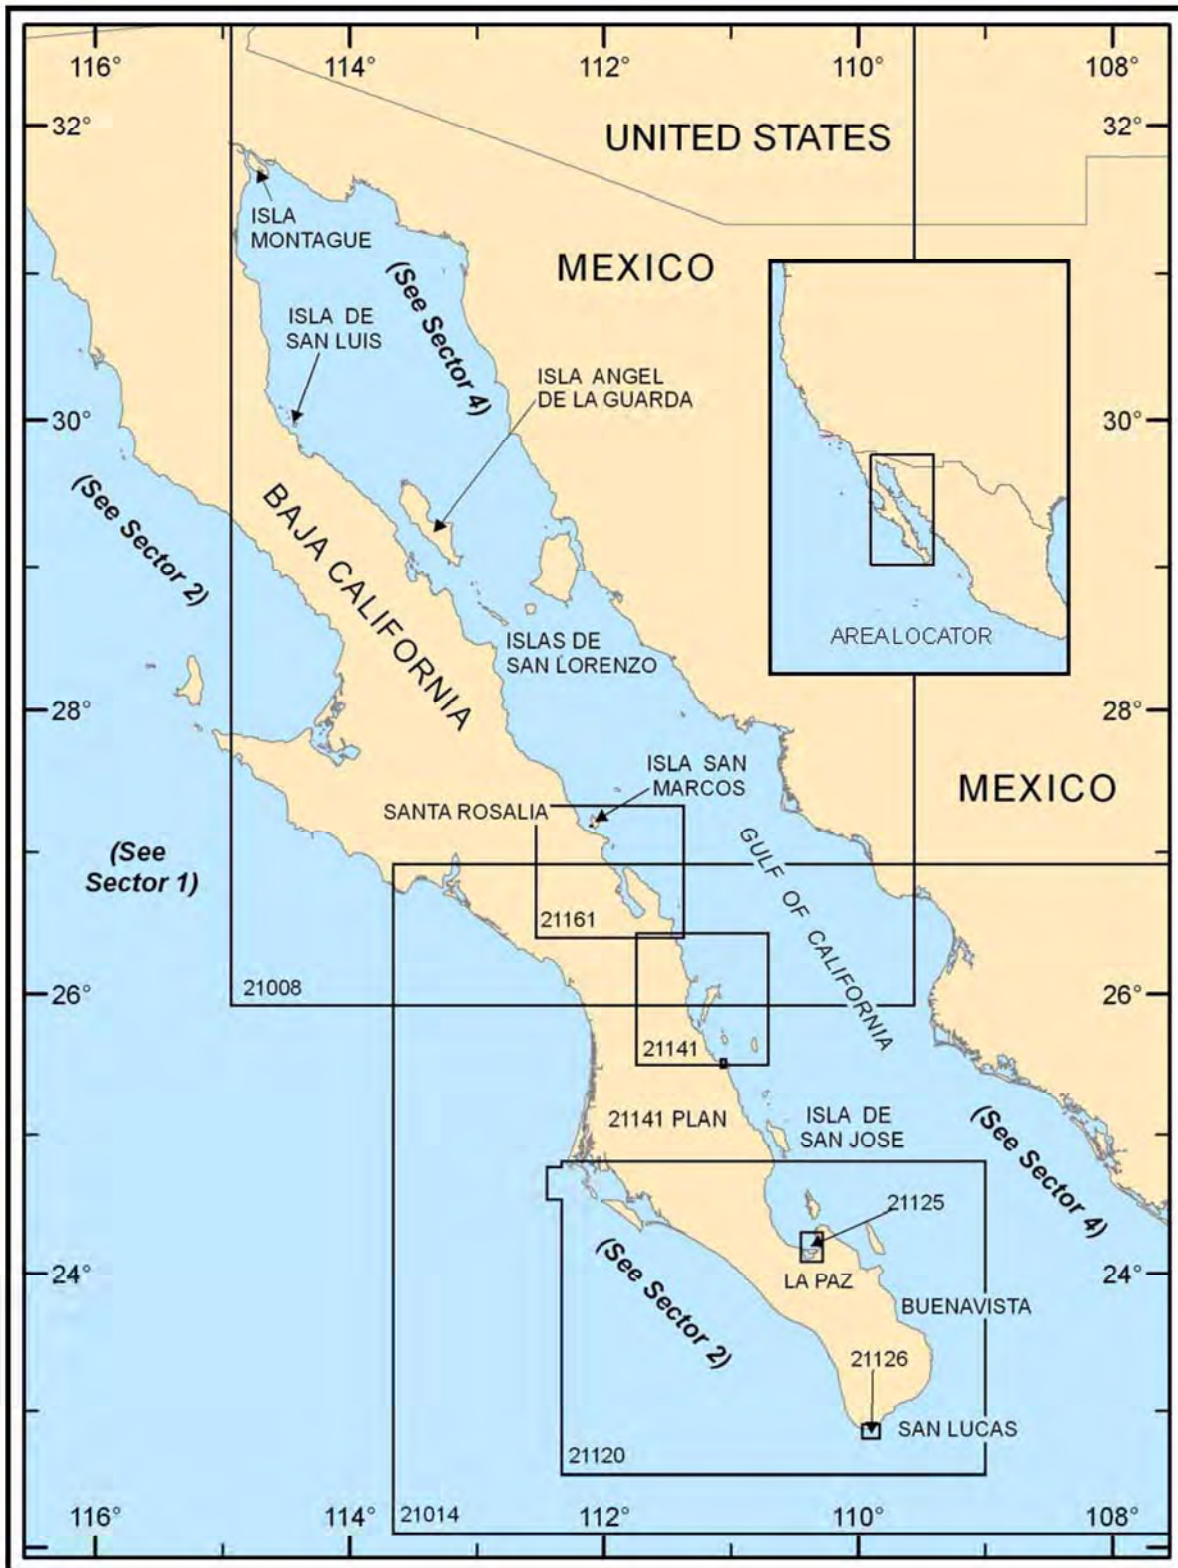 116°
114°
112°
110°
108°
32°
UNITED STATES
32°
ISLA
MONTAGUE
MEXICO
(See Sector 4)
ISLA DE
SAN LUIS
ISLA ANGEL
DE LA GUARDA
30°
30°
(See Sector 2)
BAJA CALIFORNIA
AREA LOCATOR
ISLAS DE
SAN LORENZO
28°
28°
ISLA SAN
MARCOS
MEXICO
SANTA ROSALIA
GULF OF CALIFORNIA
(See
Sector 1)
21161
21008
26°
26°
21141
21141 PLAN
ISLA DE
SAN JOSE
(See Sector 4)
21125
(See Sector 2)
24°
LA PAZ
24°
BUENAVISTA
21126
SAN LUCAS
21120
21014
116°
114°
112°
110°
108°